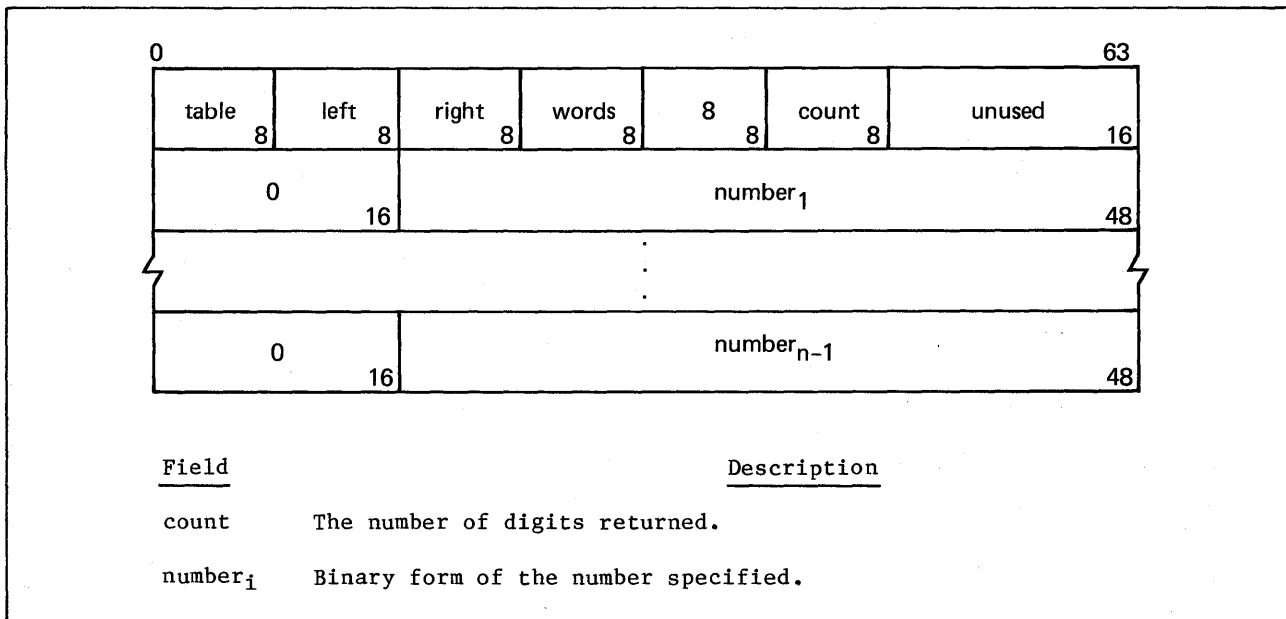 0 63
table left right words 8 count unused
8 8 8 8 8 8 16
0 number1
16 48
.
.
.
0 numbern-1
16 48
Field Description
count The number of digits returned.
numberi Binary form of the number specified.